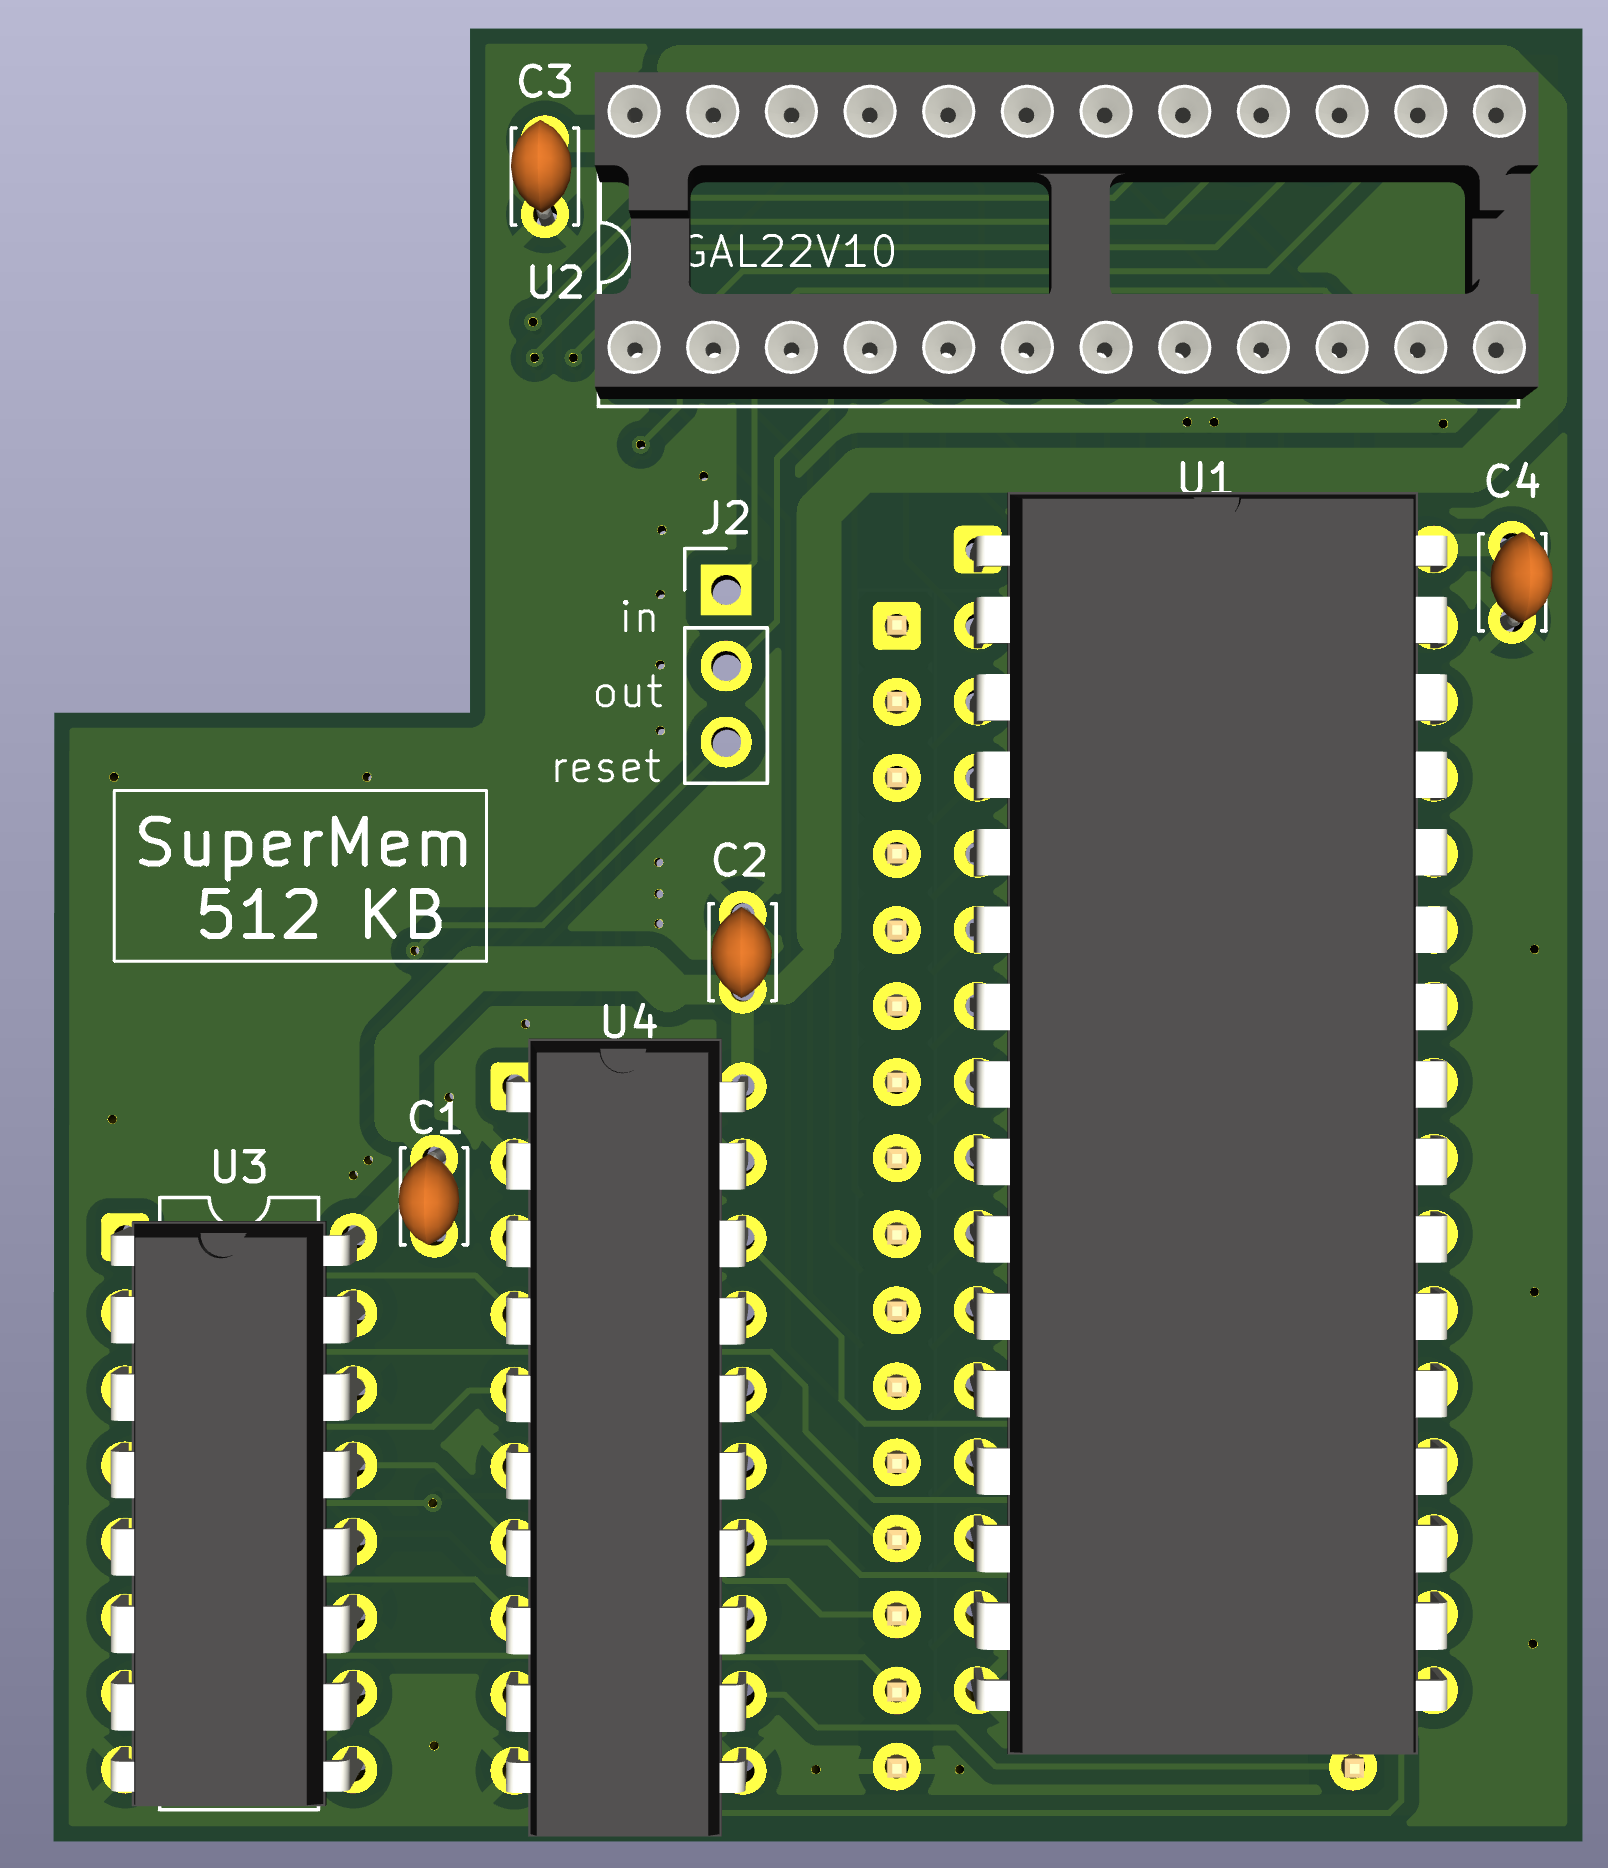 C3
GAL22V10
U2
U1
C4
J2
in
out
reset
SuperMem
512 KB
C2
U4
C1
U3